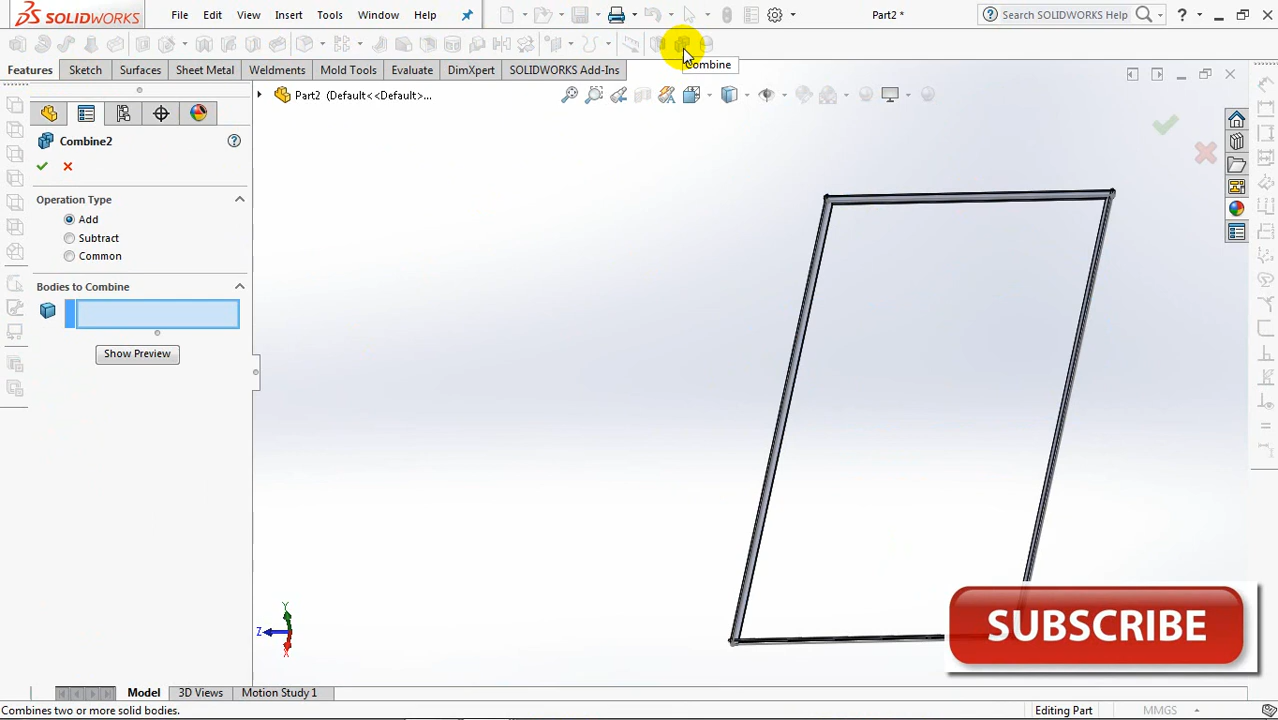 SOLIDWORKS
File Edit View Insert Tools Window Help
Part2 *
Search SOLIDWORKS Help
?
Combine
Features Sketch Surfaces Sheet Metal Weldments Mold Tools Evaluate DimXpert SOLIDWORKS Add-Ins
Part2 (Default<<Default>...
Combine2
?
Operation Type
Add
Subtract
Common
Bodies to Combine
Show Preview
Y
Z
X
SUBSCRIBE
Model 3D Views Motion Study 1
Combines two or more solid bodies.
Editing Part
MMGS